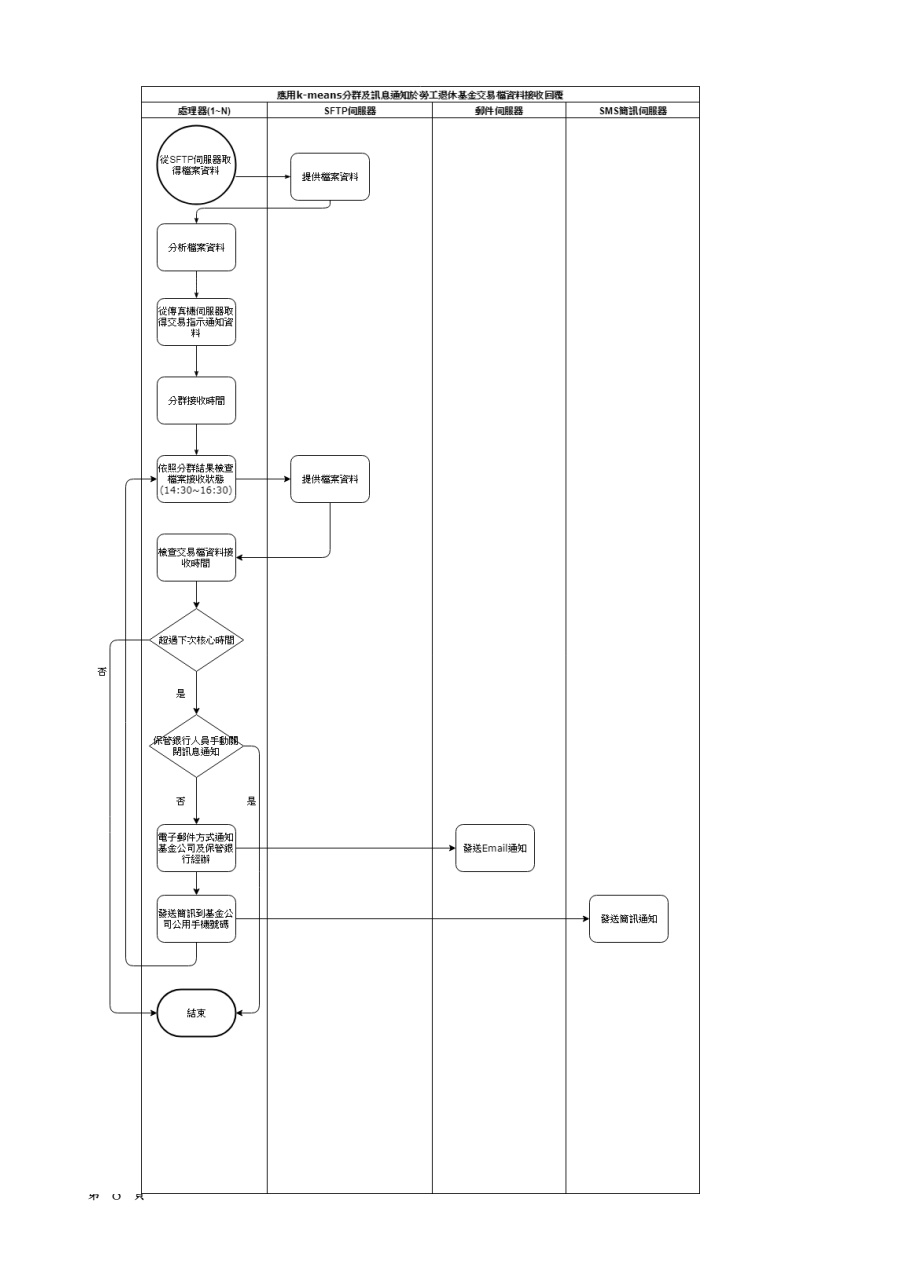 應用k-means分群及訊息通知於勞工退休基金交易檔資料接收回覆
處理器(1~N)
SFTP伺服器
郵件伺服器
SMS簡訊伺服器
從SFTP伺服器取
得檔案資料
提供檔案資料
分析檔案資料
從傳真機伺服器取
得交易指示通知資
料
分群接收時間
依照分群結果檢查
檔案接收狀態
(14:30~16:30)
提供檔案資料
檢查交易檔資料接
收時間
超過下次核心時間
否
是
保管銀行人員手動關
閉訊息通知
否
是
電子郵件方式通知
基金公司及保管銀
行經辦
發送Email通知
發送簡訊到基金公
司公用手機號碼
發送簡訊通知
結束